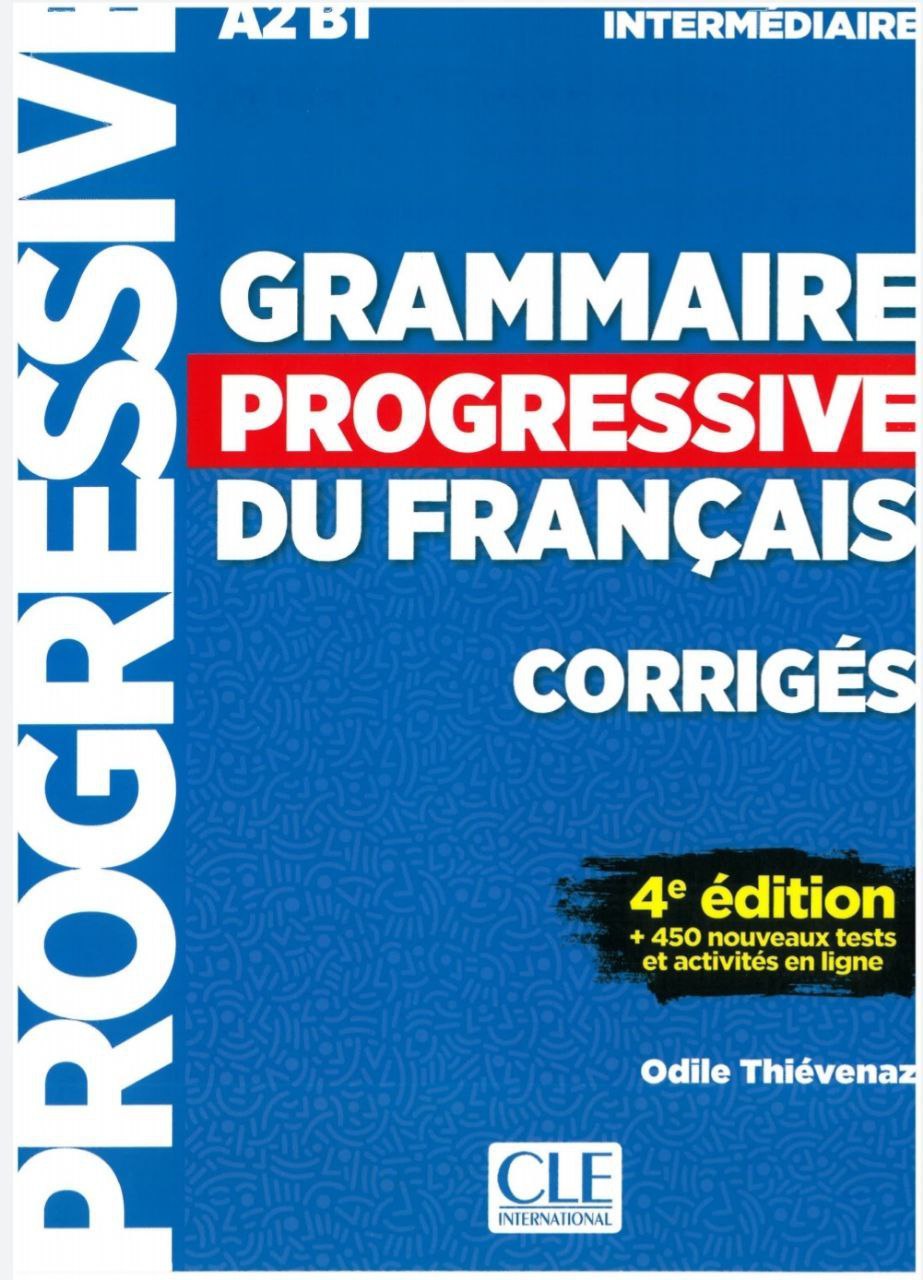 A2 B1
INTERMÉDIAIRE
PROGRESSIVE
GRAMMAIRE
PROGRESSIVE
DU FRANÇAIS
CORRIGÉS
4e édition
+ 450 nouveaux tests
et activités en ligne
Odile Thiévenaz
CLE
INTERNATIONAL